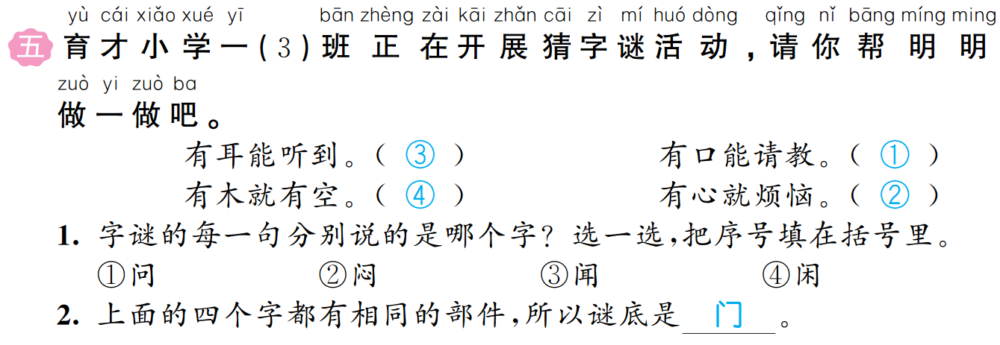 yù cái xiǎo xué yī bān zhèng zài kāi zhǎn cāi zì mí huó dòng qǐng nǐ bāng míng ming
五 育才小学一(3)班正在开展猜字谜活动,请你帮明明
zuò yi zuò ba
做一做吧。
有耳能听到。( ③ ) 有口能请教。( ① )
有木就有空。( ④ ) 有心就烦恼。( ② )
1. 字谜的每一句分别说的是哪个字? 选一选,把序号填在括号里。
①问 ②闷 ③闻 ④闲
2. 上面的四个字都有相同的部件,所以谜底是 门 。